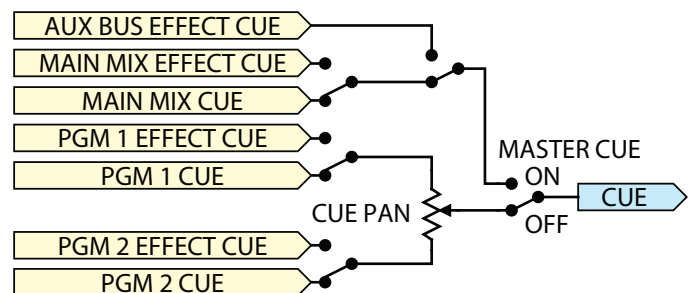 AUX BUS EFFECT CUE
MAIN MIX EFFECT CUE
MAIN MIX CUE
PGM 1 EFFECT CUE
MASTER CUE
PGM 1 CUE
ON
CUE
CUE PAN
OFF
PGM 2 EFFECT CUE
PGM 2 CUE